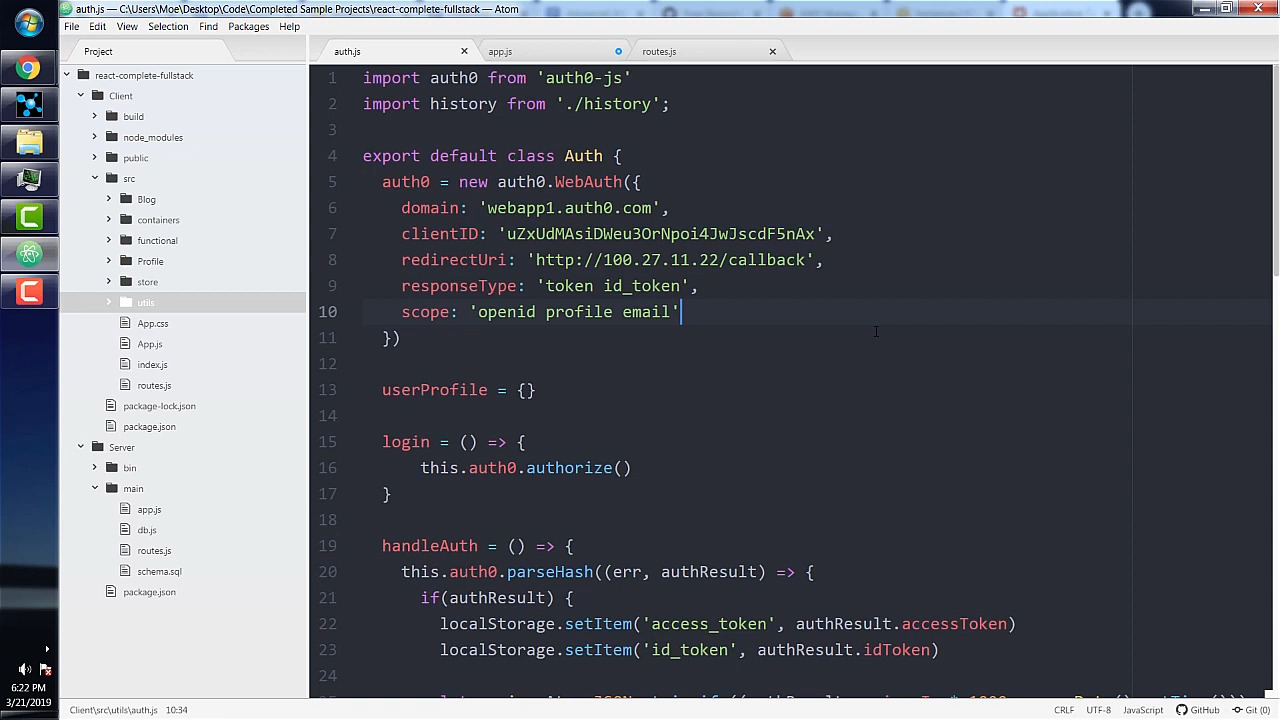 auth.js — C:\Users\Moe\Desktop\Code\Completed Sample Projects\react-complete-fullstack — Atom
File Edit View Selection Find Packages Help
Project
auth.js
app.js
routes.js
react-complete-fullstack
Client
build
node_modules
public
src
Blog
containers
functional
Profile
store
utils
App.css
App.js
index.js
routes.js
package-lock.json
package.json
Server
bin
main
app.js
db.js
routes.js
schema.sql
package.json
1 import auth0 from 'auth0-js'
2 import history from './history';
3
4 export default class Auth {
5 auth0 = new auth0.WebAuth({
6 domain: 'webapp1.auth0.com',
7 clientID: 'uZxUdMAsiDWeu3OrNpoi4JwJscdF5nAx',
8 redirectUri: 'http://100.27.11.22/callback',
9 responseType: 'token id_token',
10 scope: 'openid profile email'
11 })
12
13 userProfile = {}
14
15 login = () => {
16 this.auth0.authorize()
17 }
18
19 handleAuth = () => {
20 this.auth0.parseHash((err, authResult) => {
21 if(authResult) {
22 localStorage.setItem('access_token', authResult.accessToken)
23 localStorage.setItem('id_token', authResult.idToken)
24
Client\src\utils\auth.js 10:34
CRLF UTF-8 JavaScript GitHub Git (0)
6:22 PM
3/21/2019